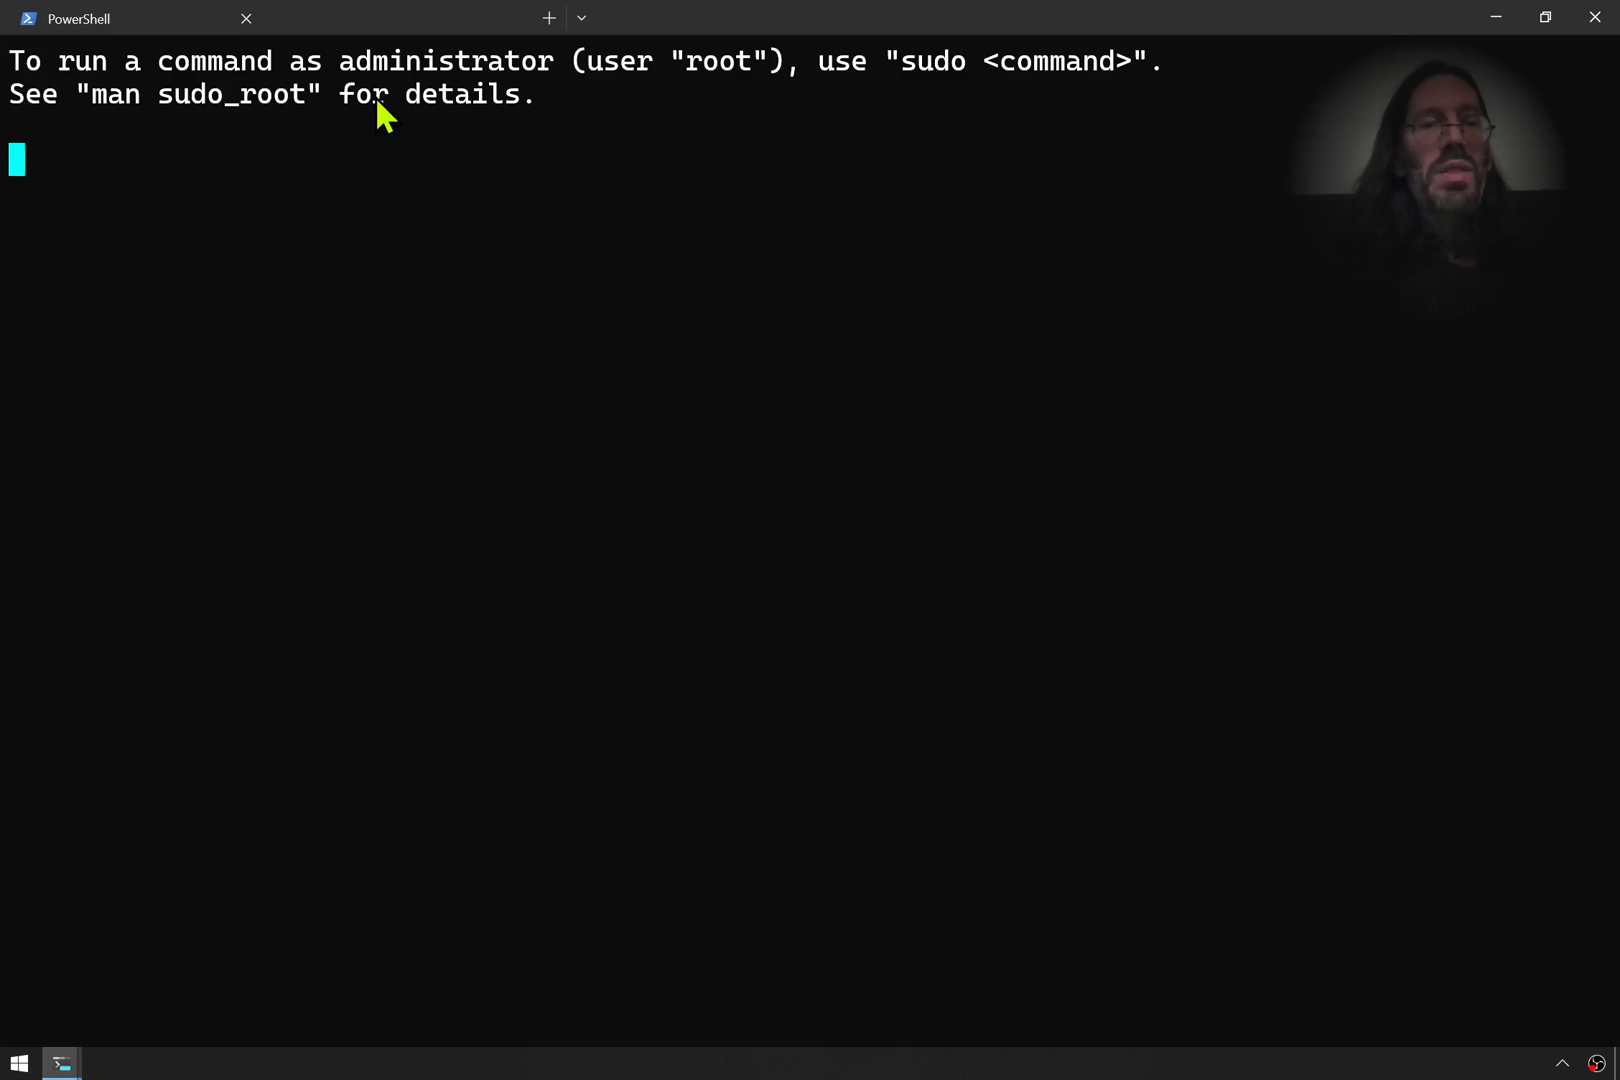 PowerShell
To run a command as administrator (user "root"), use "sudo <command>".
See "man sudo_root" for details.